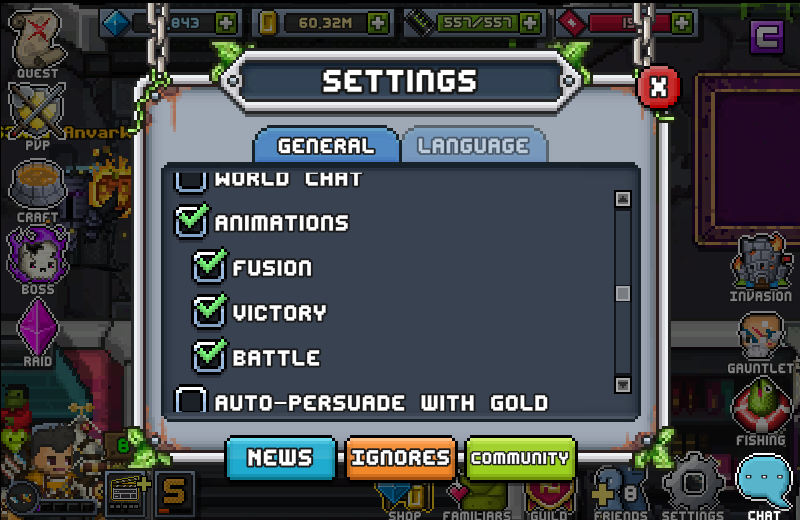 ,843
60.32M
557/557
SETTINGS
X
C
QUEST
Anvark
PVP
CRAFT
BOSS
RAID
GENERAL
LANGUAGE
WORLD CHAT
ANIMATIONS
FUSION
VICTORY
BATTLE
AUTO-PERSUADE WITH GOLD
INVASION
GAUNTLET
FISHING
NEWS
IGNORES
COMMUNITY
S
8
SHOP
FAMILIARS
GUILD
FRIENDS
SETTINGS
CHAT